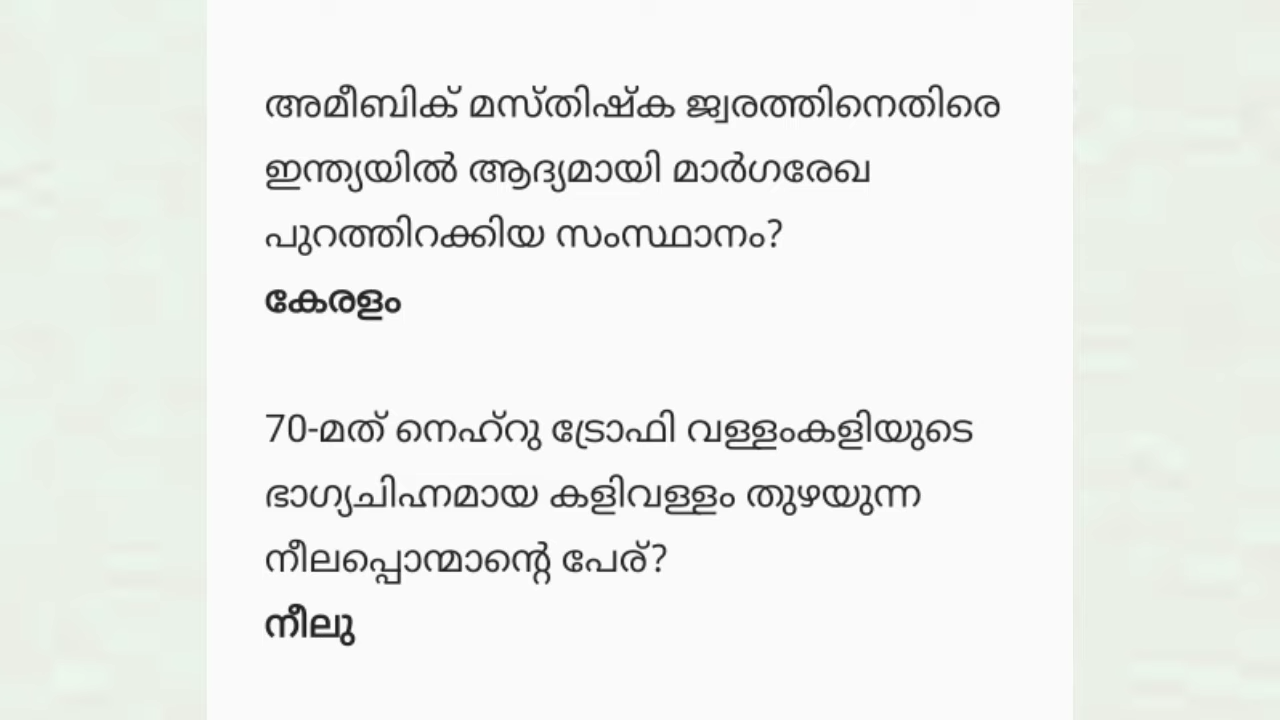 അമീബിക് മസ്തിഷ്ക ജ്വരത്തിനെതിരെ
ഇന്ത്യയിൽ ആദ്യമായി മാർഗരേഖ
പുറത്തിറക്കിയ സംസ്ഥാനം?
കേരളം
70-മത് നെഹ്റു ട്രോഫി വള്ളംകളിയുടെ
ഭാഗ്യചിഹ്നമായ കളിവള്ളം തുഴയുന്ന
നീലപ്പൊന്മാന്റെ പേര്?
നീലു